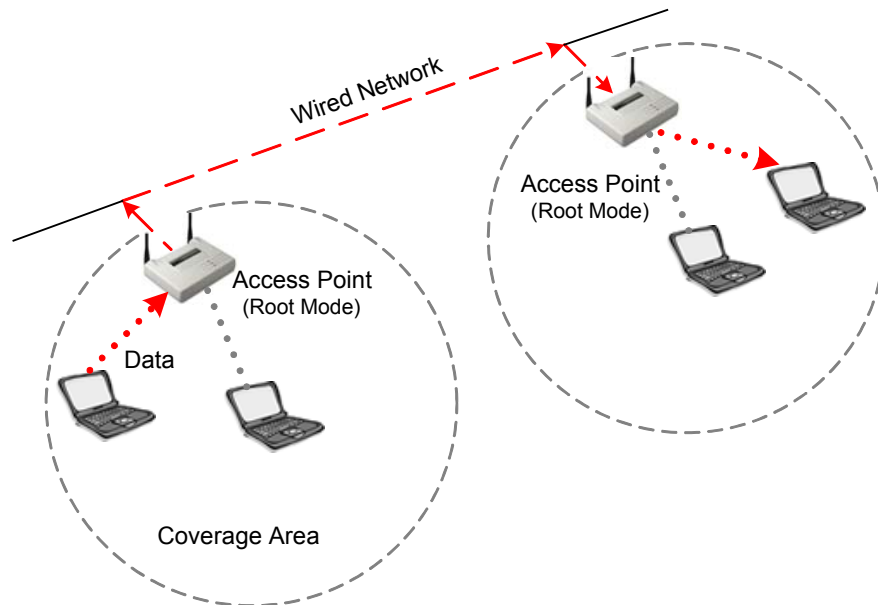 Wired Network
Access Point
(Root Mode)
Access Point
(Root Mode)
Data
Coverage Area